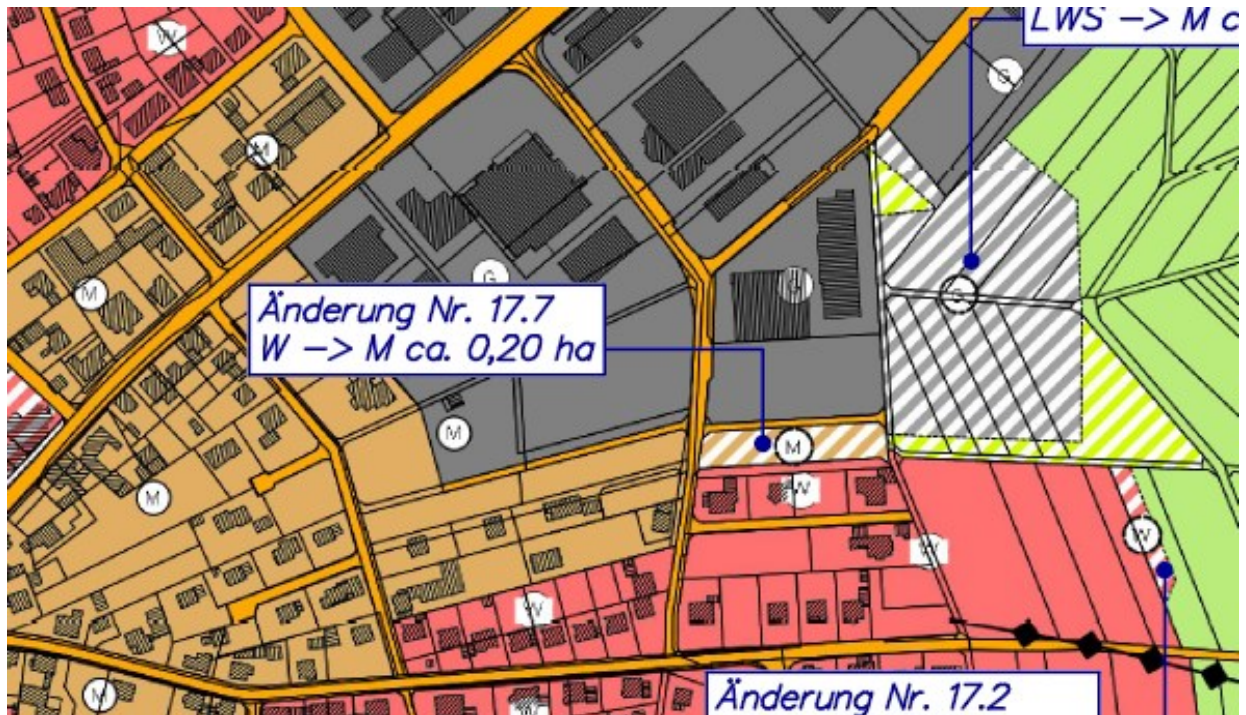 LWS -> M c
W
G
M
G
M
G
G
Änderung Nr. 17.7
W -> M ca. 0,20 ha
M
M
M
W
W
W
W
M
W
Änderung Nr. 17.2